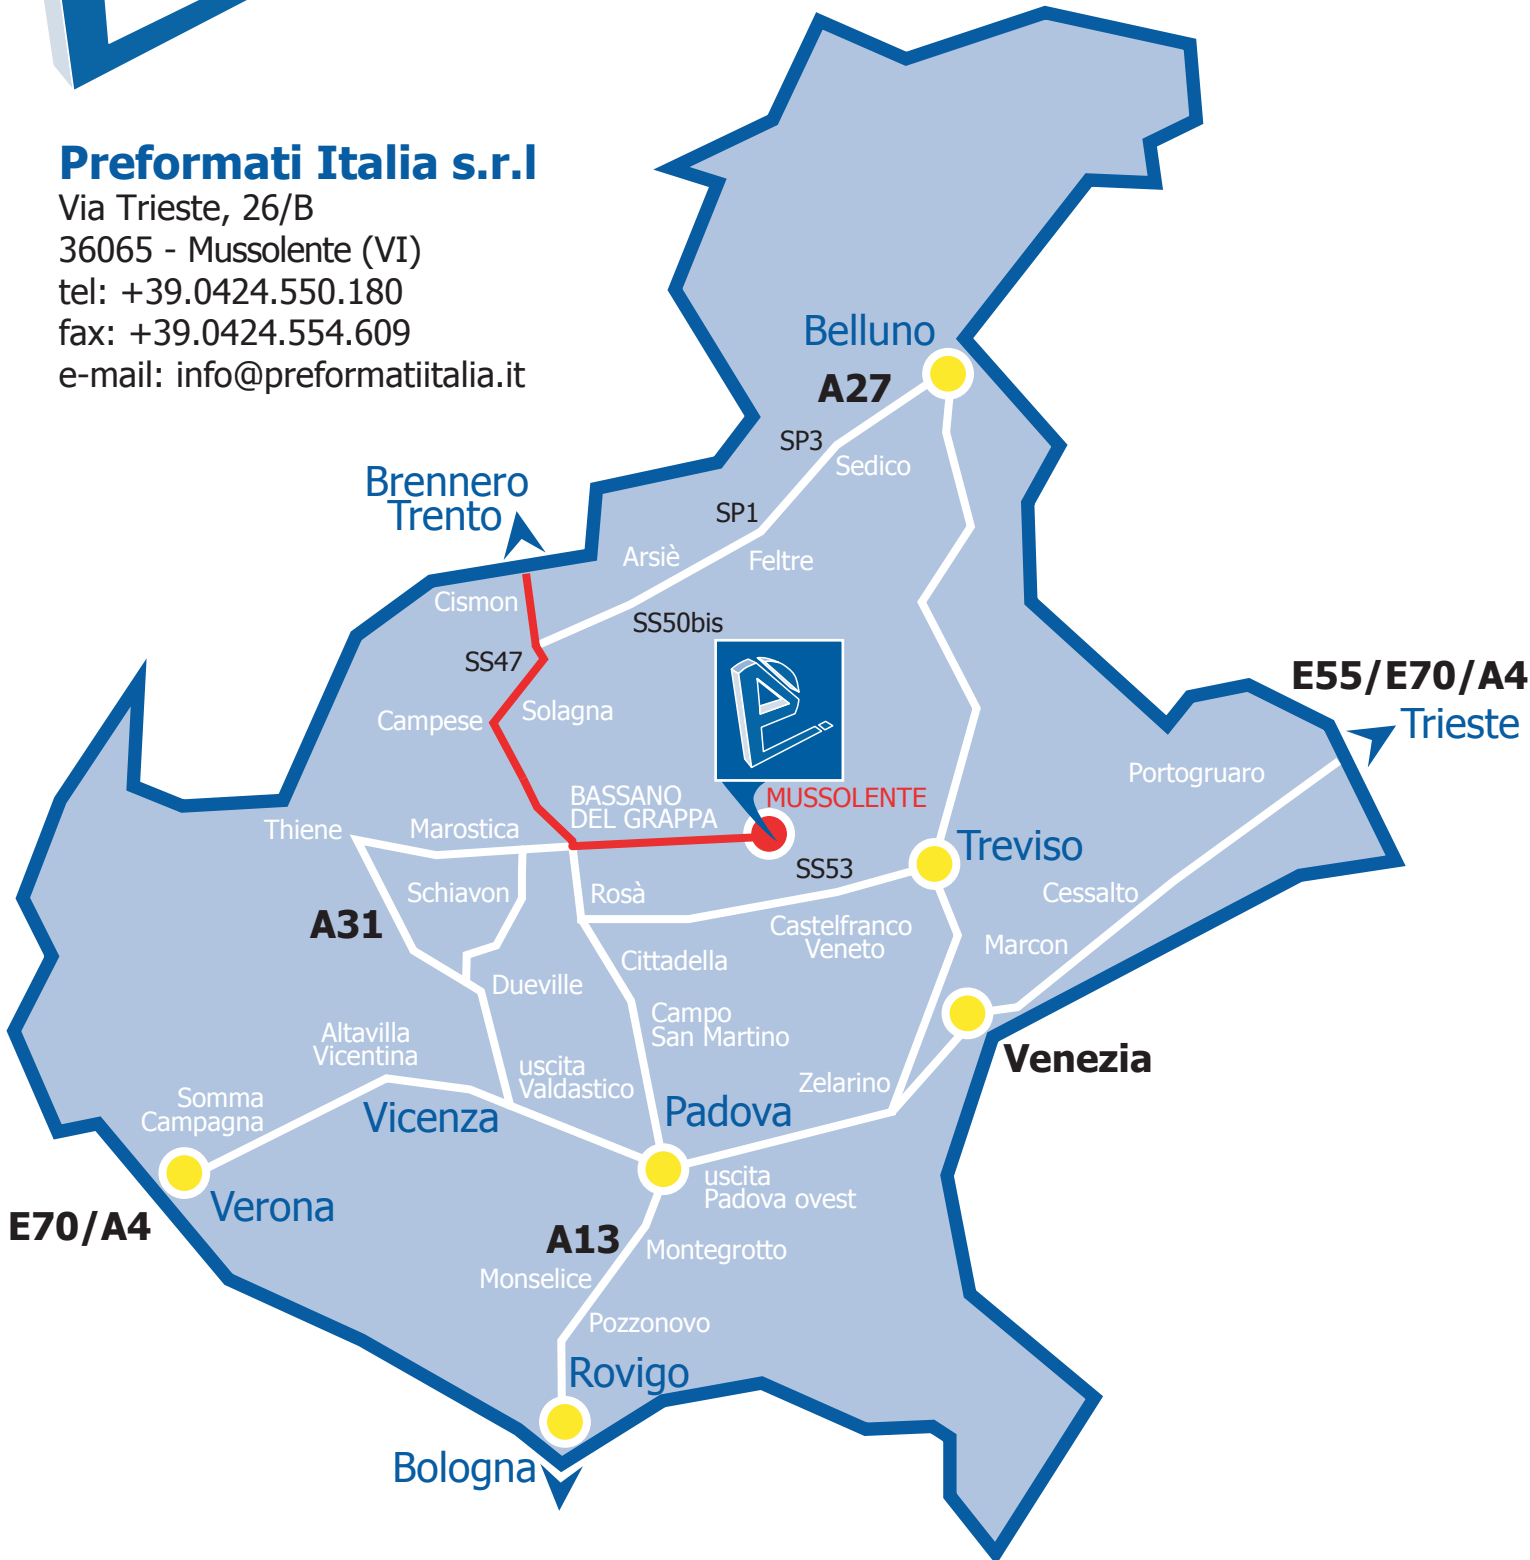 Preformati Italia s.r.l
Via Trieste, 26/B
36065 - Mussolente (VI)
tel: +39.0424.550.180
fax: +39.0424.554.609
e-mail: info@preformatiitalia.it
Belluno
A27
SP3
Sedico
Brennero
Trento
SP1
Arsiè
Feltre
Cismon
SS50bis
SS47
E55/E70/A4
Solagna
Campese
Trieste
Portogruaro
BASSANO
DEL GRAPPA
MUSSOLENTE
Thiene
Marostica
Treviso
SS53
Schiavon
Rosà
Cessalto
A31
Castelfranco
Veneto
Marcon
Cittadella
Dueville
Campo
San Martino
Altavilla
Vicentina
Venezia
uscita
Valdastico
Zelarino
Somma
Campagna
Vicenza
Padova
uscita
Padova ovest
Verona
E70/A4
A13
Montegrotto
Monselice
Pozzonovo
Rovigo
Bologna